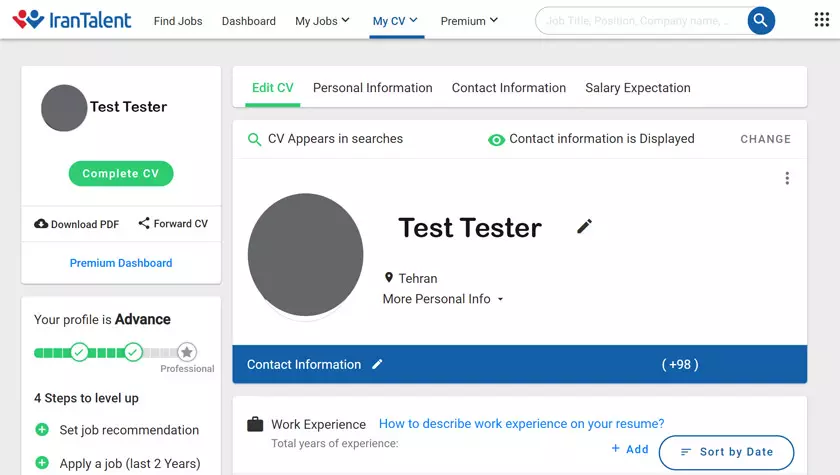 IranTalent Find Jobs Dashboard My Jobs My CV Premium Job Title, Position, Company name, ...
Test Tester
Complete CV
Download PDF Forward CV
Premium Dashboard
Your profile is Advance
Professional
4 Steps to level up
Set job recommendation
Apply a job (last 2 Years)
Edit CV Personal Information Contact Information Salary Expectation
CV Appears in searches Contact information is Displayed CHANGE
Test Tester
Tehran
More Personal Info
Contact Information ( +98 )
Work Experience How to describe work experience on your resume?
Total years of experience:
+ Add Sort by Date